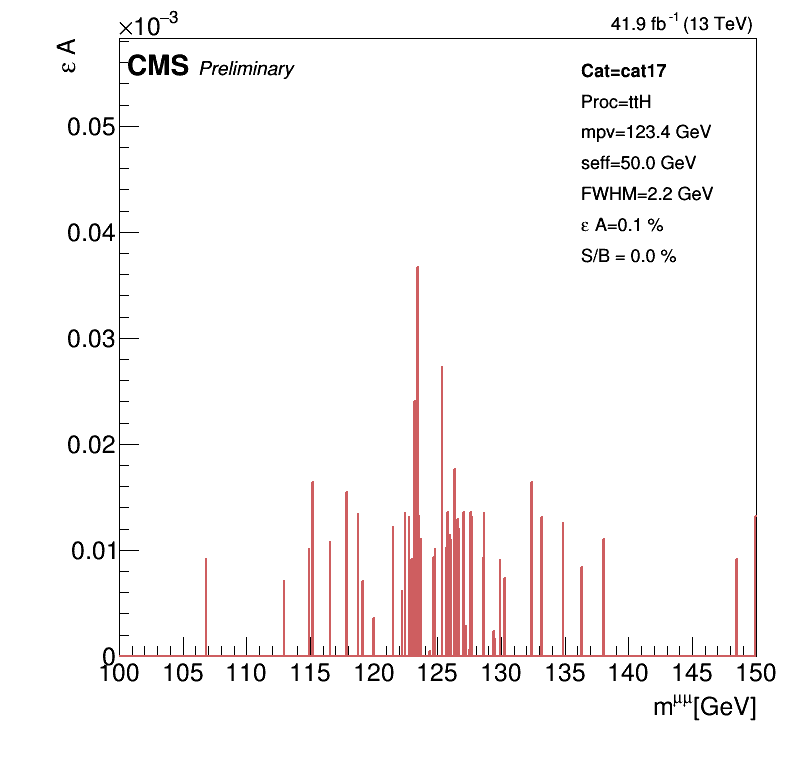 ×10⁻³
41.9 fb⁻¹ (13 TeV)
ε A
CMS Preliminary
Cat=cat17
Proc=ttH
mpv=123.4 GeV
seff=50.0 GeV
FWHM=2.2 GeV
ε A=0.1 %
S/B = 0.0 %
0.05
0.04
0.03
0.02
0.01
0
100 105 110 115 120 125 130 135 140 145 150
m^μμ[GeV]